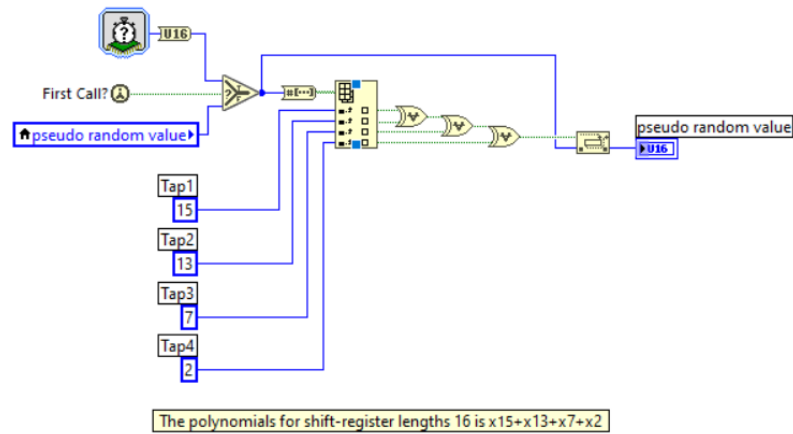 ?
U16
First Call?
?
T
F
#[...]
pseudo random value
pseudo random value
U16
Tap1
15
Tap2
13
Tap3
7
Tap4
2
The polynomials for shift-register lengths 16 is x15+x13+x7+x2